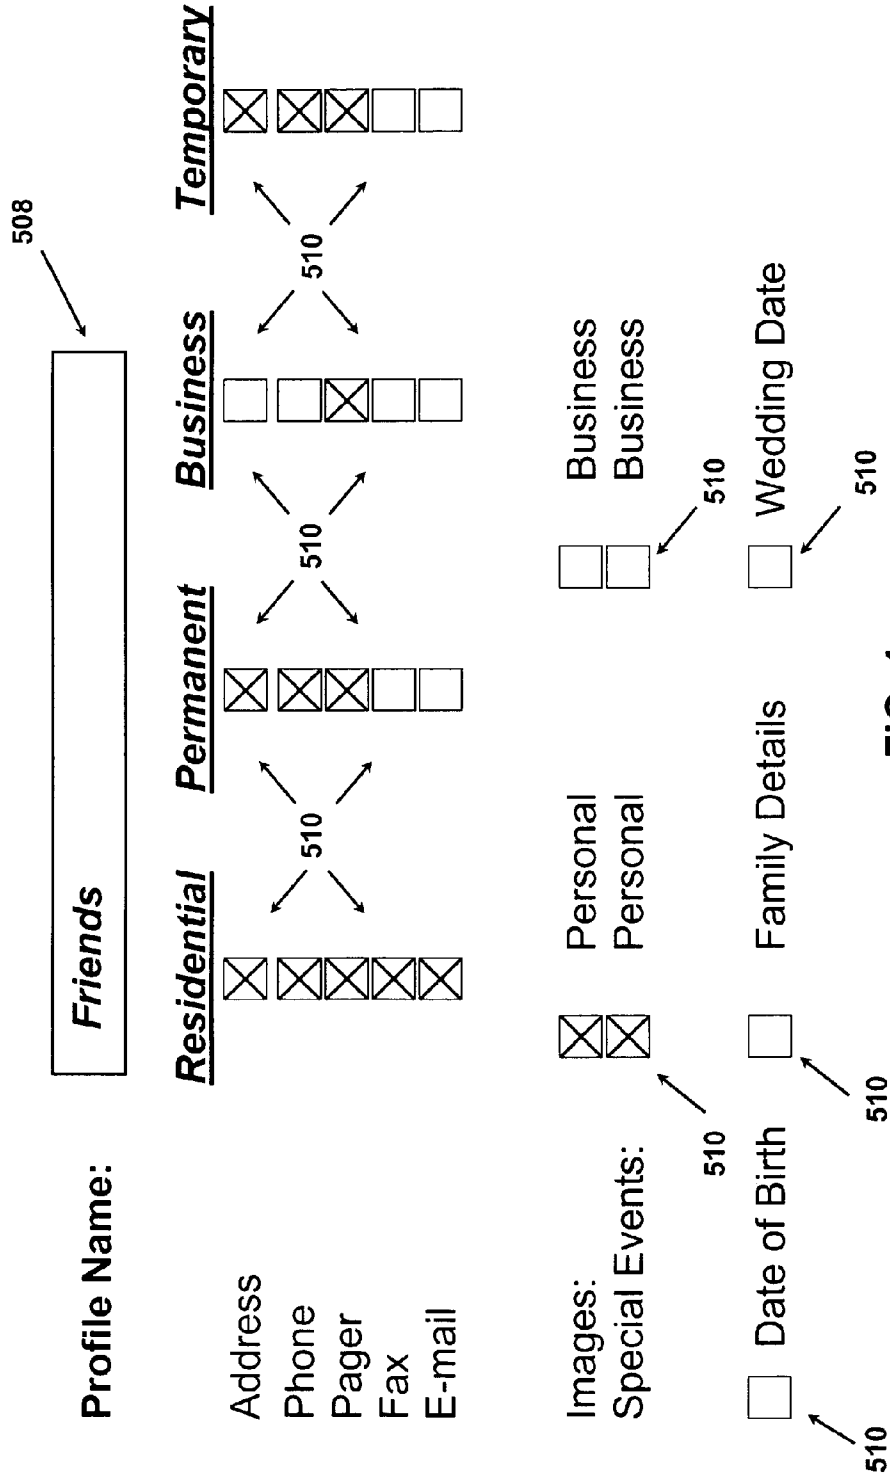 508
Profile Name: Friends
Residential Permanent Business Temporary
Address
Phone
510 510 510
Pager
Fax
E-mail
Images: Personal Business
Special Events: Personal Business
510 510
Date of Birth Family Details Wedding Date
510 510 510